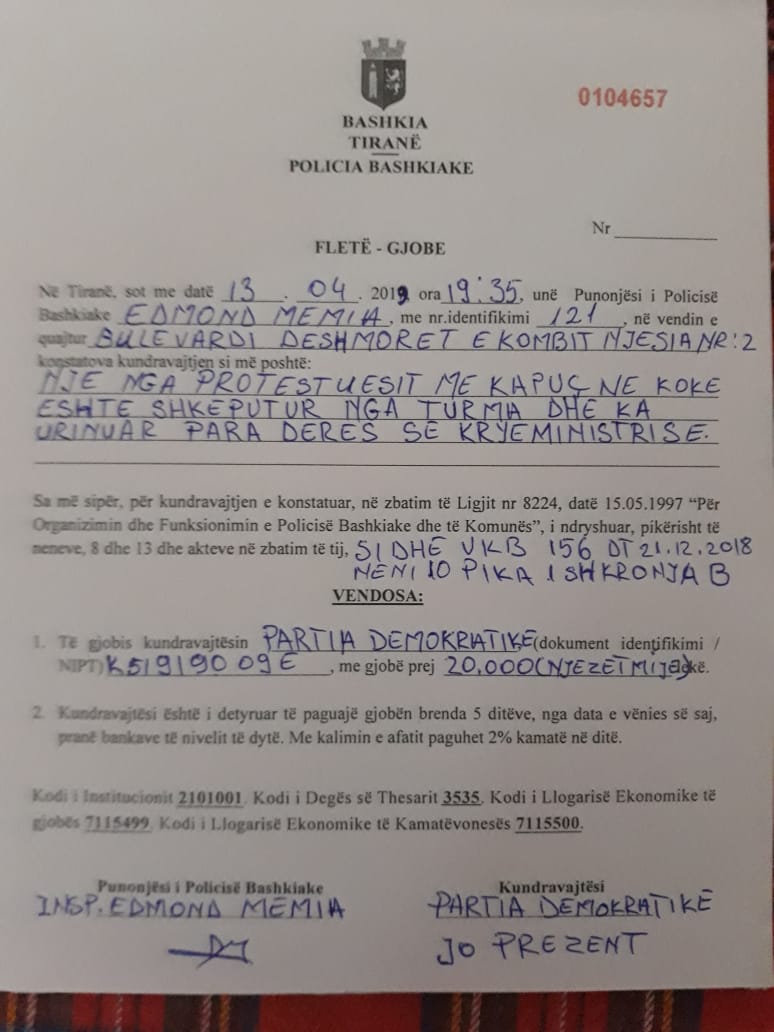 0104657
BASHKIA
TIRANË
POLICIA BASHKIAKE
Nr
FLETË - GJOBE
Në Tiranë, sot me datë 13 . 04 . 2019, ora 19:35, unë Punonjësi i Policisë
Bashkiake EDMOND MEMIA, me nr.identifikimi 121, në vendin e
quajtur BULEVARDI DESHMORET E KOMBIT NJESIA NR:2
konstatova kundravajtjen si më poshtë:
NJE NGA PROTESTUESIT ME KAPUÇ NE KOKE
ESHTE SHKEPUTUR NGA TURMA DHE KA
URINUAR PARA DERES SE KRYEMINISTRISE.
Sa më sipër, për kundravajtjen e konstatuar, në zbatim të Ligjit nr 8224, datë 15.05.1997 “Për
Organizimin dhe Funksionimin e Policisë Bashkiake dhe të Komunës”, i ndryshuar, pikërisht të
neneve, 8 dhe 13 dhe akteve në zbatim të tij, SI DHE VKB 156 DT 21.12.2018
NENI 10 PIKA 1 SHKRONJA B
VENDOSA:
1. Të gjobis kundravajtësin PARTIA DEMOKRATIKE (dokument identifikimi /
NIPT) K51919009E, me gjobë prej 20,000 (NJEZET MIJE) lekë.
2. Kundravajtësi është i detyruar të paguajë gjobën brenda 5 ditëve, nga data e vënies së saj,
pranë bankave të nivelit të dytë. Me kalimin e afatit paguhet 2% kamatë në ditë.
Kodi i Institucionit 2101001. Kodi i Degës së Thesarit 3535. Kodi i Llogarisë Ekonomike të
gjobës 7115499. Kodi i Llogarisë Ekonomike të Kamatëvonesës 7115500.
Punonjësi i Policisë Bashkiake
INSP. EDMOND MEMIA
Kundravajtësi
PARTIA DEMOKRATIKE
JO PREZENT